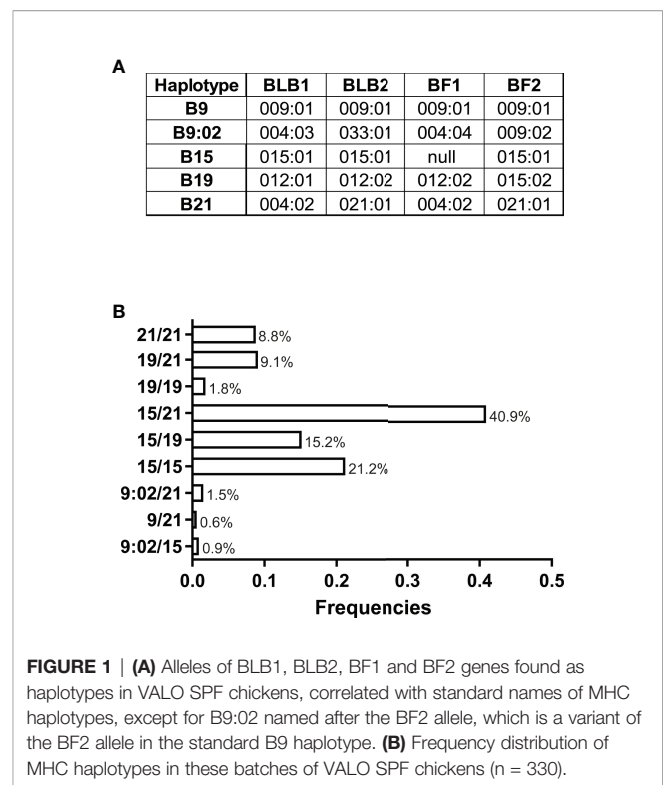 A
Haplotype BLB1 BLB2 BF1 BF2
B9 009:01 009:01 009:01 009:01
B9:02 004:03 033:01 004:04 009:02
B15 015:01 015:01 null 015:01
B19 012:01 012:02 012:02 015:02
B21 004:02 021:01 004:02 021:01
B
21/21 8.8%
19/21 9.1%
19/19 1.8%
15/21 40.9%
15/19 15.2%
15/15 21.2%
9:02/21 1.5%
9/21 0.6%
9:02/15 0.9%
0.0 0.1 0.2 0.3 0.4 0.5
Frequencies
FIGURE 1 | (A) Alleles of BLB1, BLB2, BF1 and BF2 genes found as
haplotypes in VALO SPF chickens, correlated with standard names of MHC
haplotypes, except for B9:02 named after the BF2 allele, which is a variant of
the BF2 allele in the standard B9 haplotype. (B) Frequency distribution of
MHC haplotypes in these batches of VALO SPF chickens (n = 330).